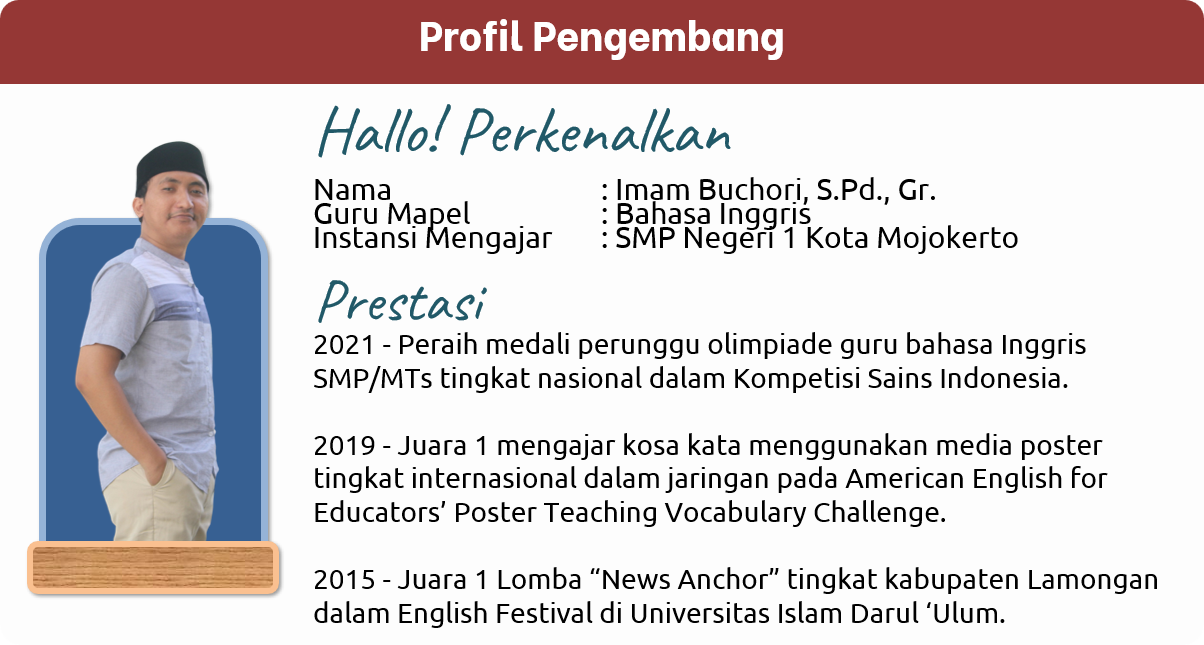 Profil Pengembang
Hallo! Perkenalkan
Nama : Imam Buchori, S.Pd., Gr.
Guru Mapel : Bahasa Inggris
Instansi Mengajar : SMP Negeri 1 Kota Mojokerto
Prestasi
2021 - Peraih medali perunggu olimpiade guru bahasa Inggris
SMP/MTs tingkat nasional dalam Kompetisi Sains Indonesia.
2019 - Juara 1 mengajar kosa kata menggunakan media poster
tingkat internasional dalam jaringan pada American English for
Educators’ Poster Teaching Vocabulary Challenge.
2015 - Juara 1 Lomba “News Anchor” tingkat kabupaten Lamongan
dalam English Festival di Universitas Islam Darul ‘Ulum.